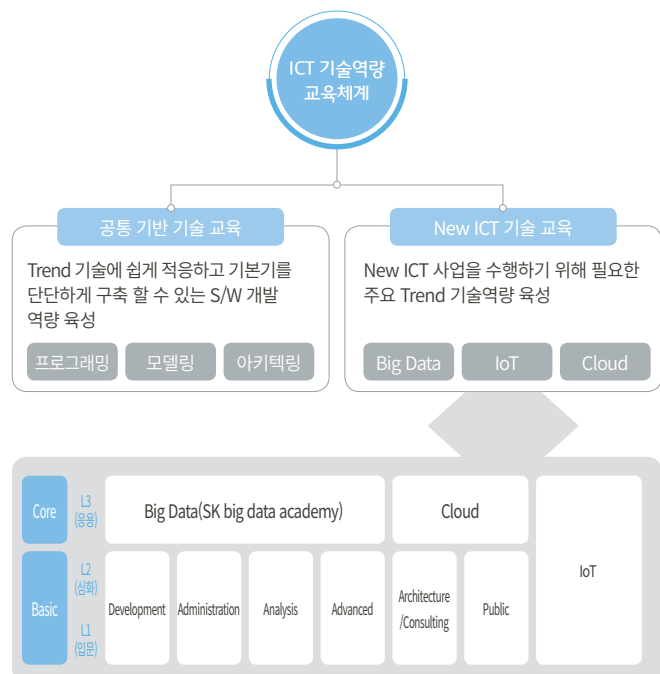 ICT 기술역량
교육체계
공통 기반 기술 교육
Trend 기술에 쉽게 적응하고 기본기를
단단하게 구축 할 수 있는 S/W 개발
역량 육성
프로그래밍 모델링 아키텍링
New ICT 기술 교육
New ICT 사업을 수행하기 위해 필요한
주요 Trend 기술역량 육성
Big Data IoT Cloud
Core
L3
(응용)
Big Data(SK big data academy)
Cloud
IoT
Basic
L2
(심화)
L1
(입문)
Development
Administration
Analysis
Advanced
Architecture
/Consulting
Public